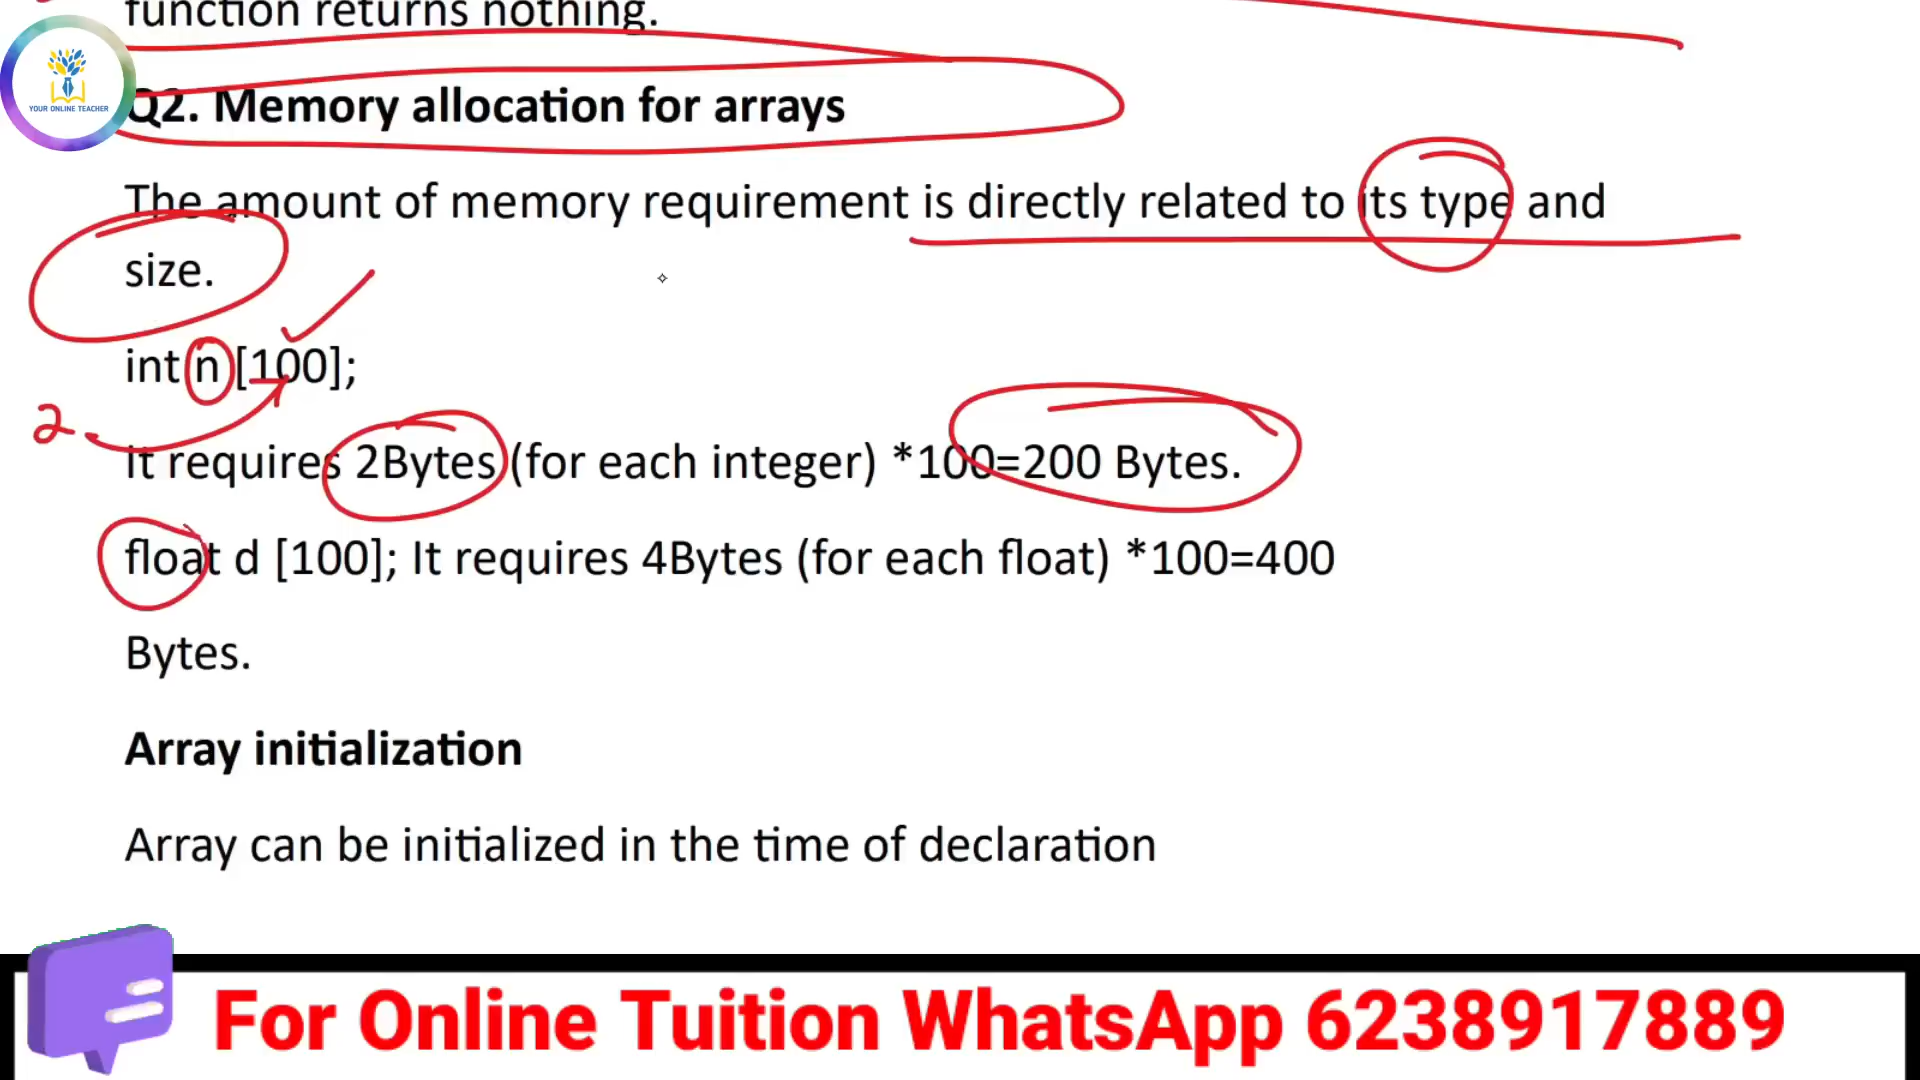 function returns nothing.
YOUR ONLINE TEACHER
Q2. Memory allocation for arrays
The amount of memory requirement is directly related to its type and
size.
int n [100];
2
It requires 2Bytes (for each integer) *100=200 Bytes.
float d [100]; It requires 4Bytes (for each float) *100=400
Bytes.
Array initialization
Array can be initialized in the time of declaration
For Online Tuition WhatsApp 6238917889